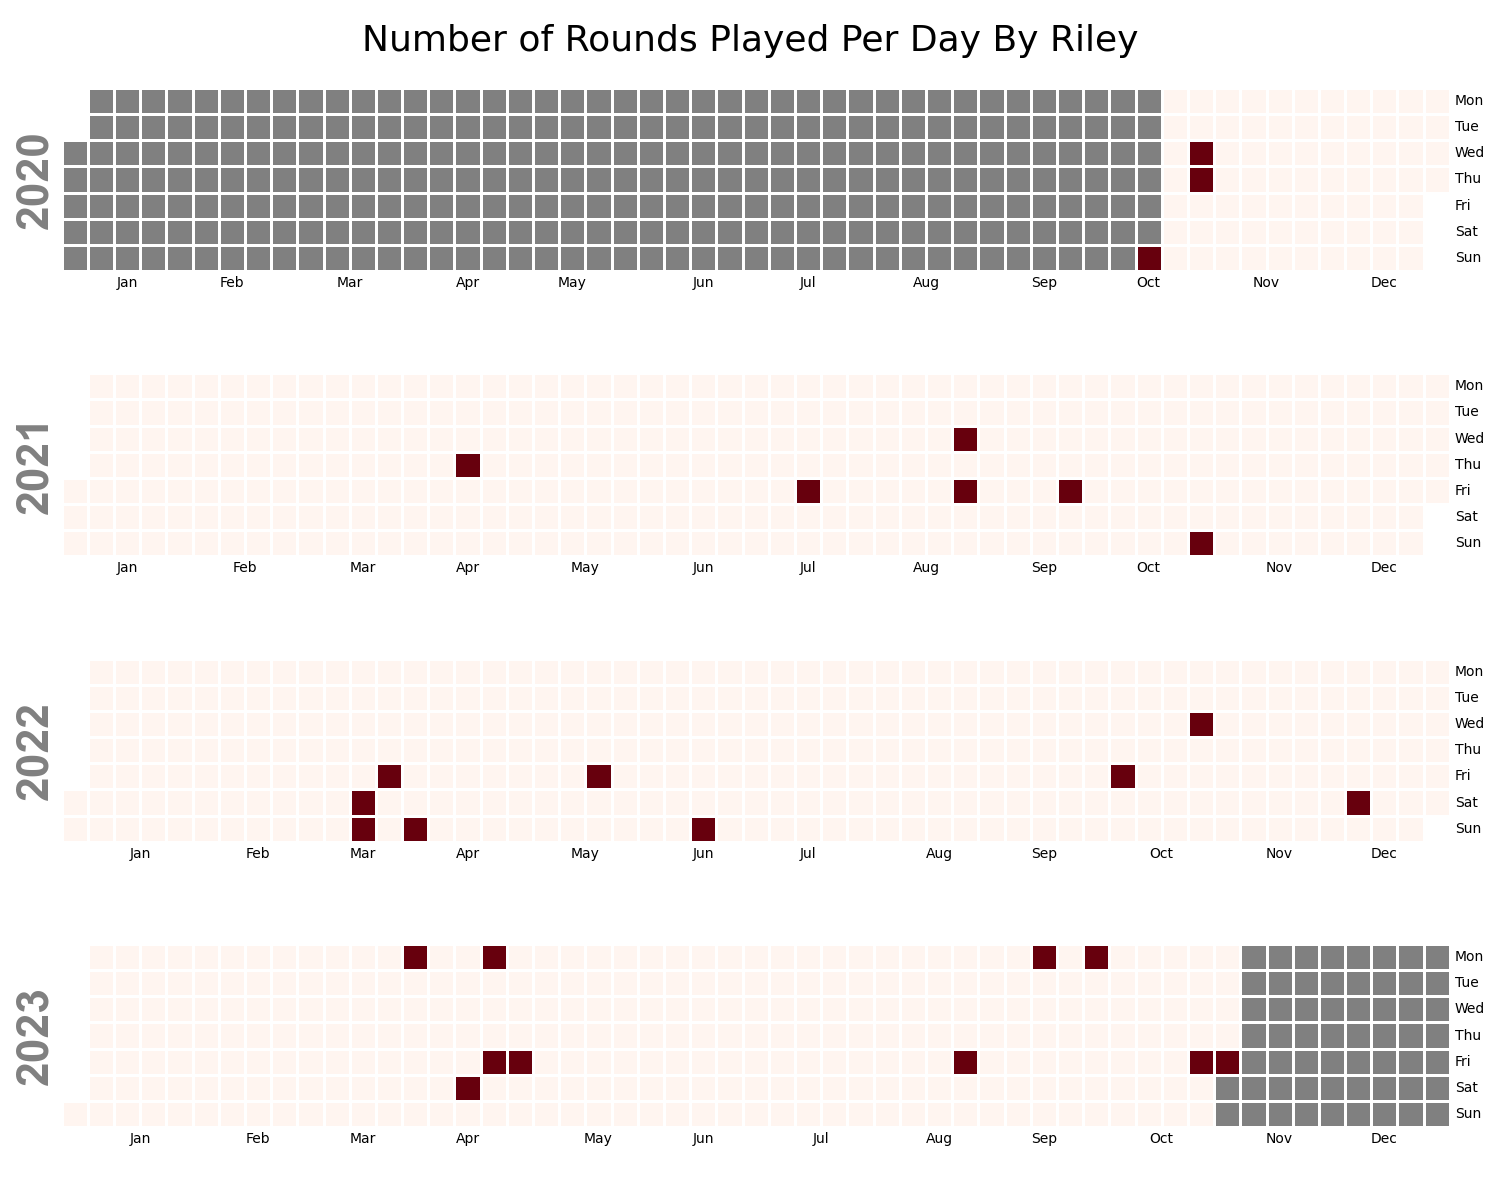 Number of Rounds Played Per Day By Riley
2020
Mon
Tue
Wed
Thu
Fri
Sat
Sun
Jan Feb Mar Apr May Jun Jul Aug Sep Oct Nov Dec
2021
Mon
Tue
Wed
Thu
Fri
Sat
Sun
Jan Feb Mar Apr May Jun Jul Aug Sep Oct Nov Dec
2022
Mon
Tue
Wed
Thu
Fri
Sat
Sun
Jan Feb Mar Apr May Jun Jul Aug Sep Oct Nov Dec
2023
Mon
Tue
Wed
Thu
Fri
Sat
Sun
Jan Feb Mar Apr May Jun Jul Aug Sep Oct Nov Dec